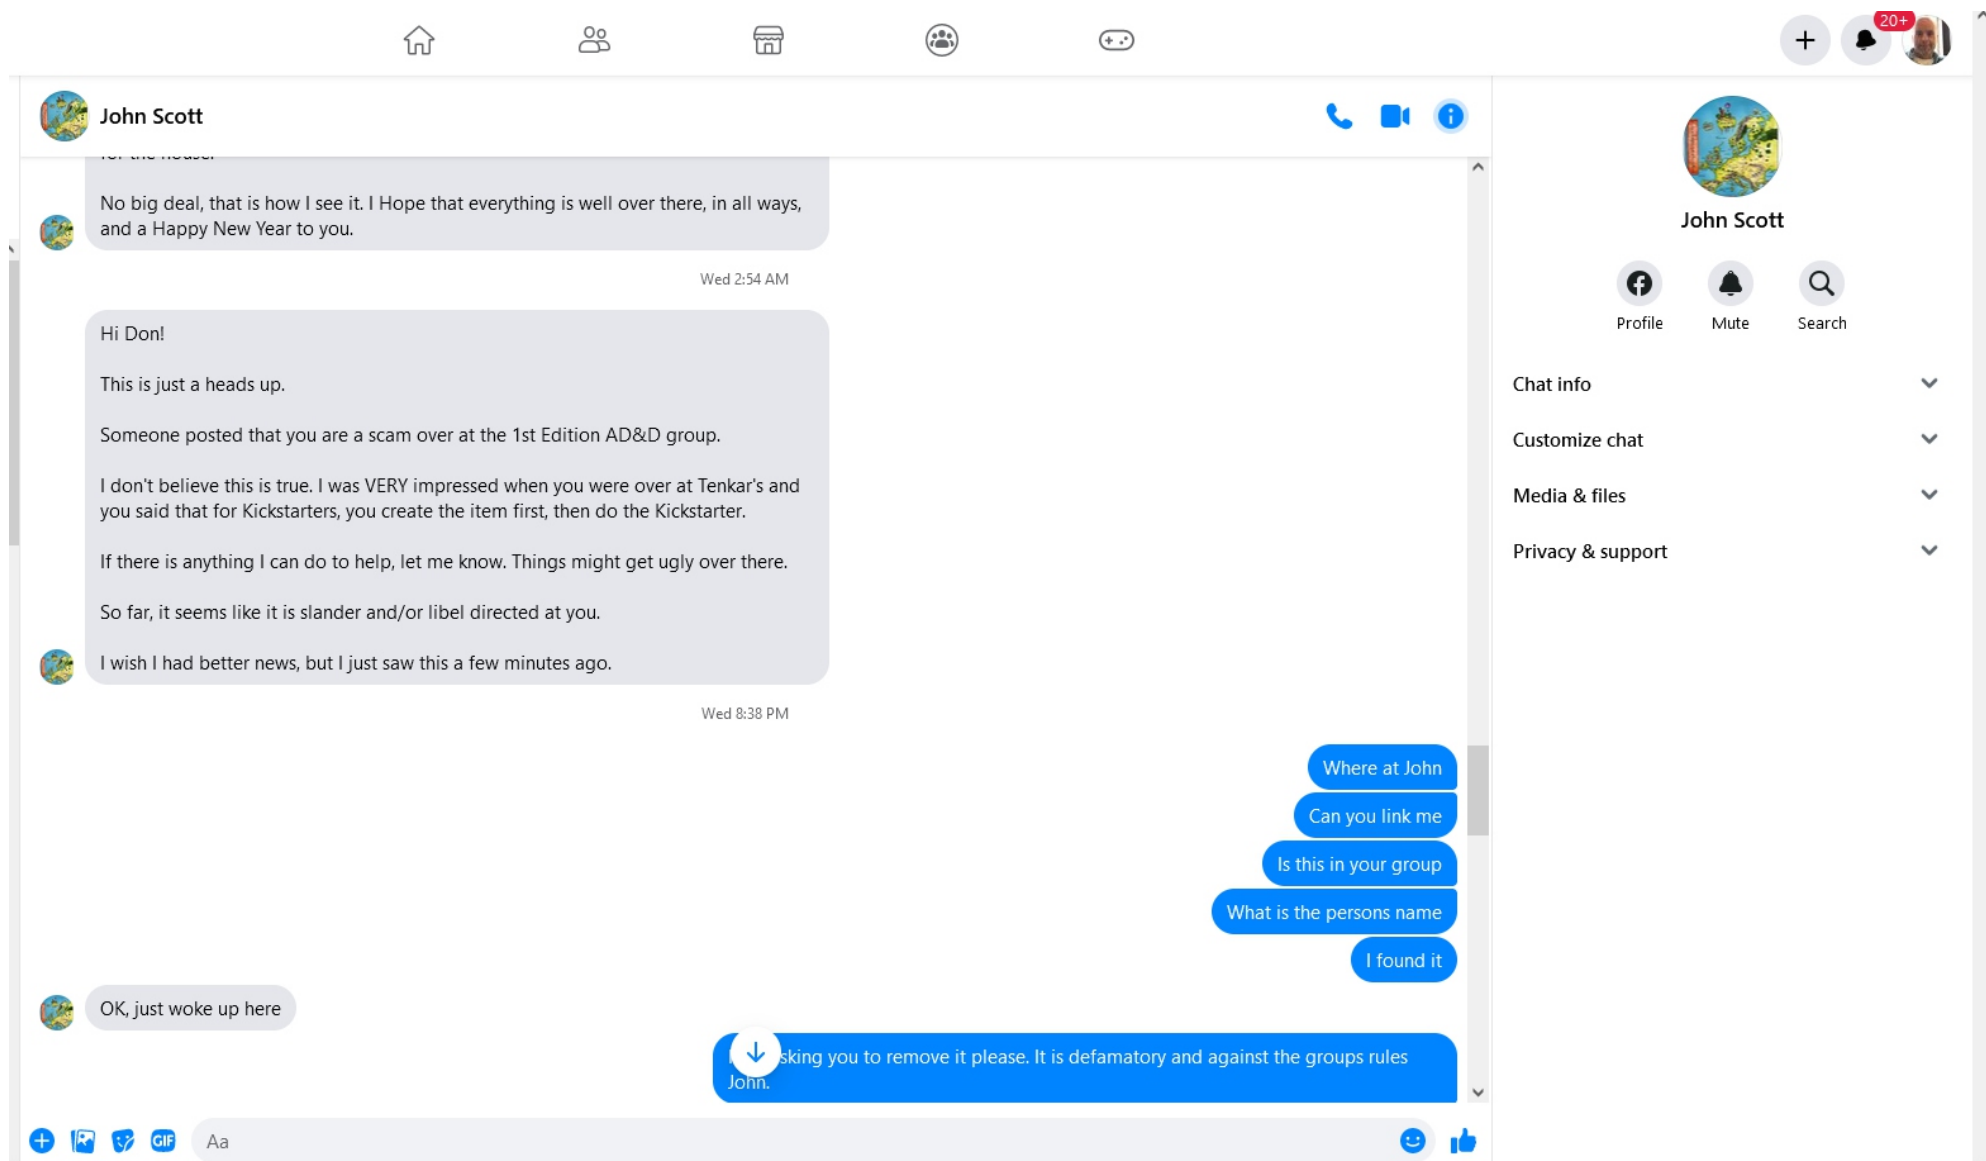 20+
John Scott
for the house.
No big deal, that is how I see it. I Hope that everything is well over there, in all ways,
and a Happy New Year to you.
Wed 2:54 AM
Hi Don!
This is just a heads up.
Someone posted that you are a scam over at the 1st Edition AD&D group.
I don't believe this is true. I was VERY impressed when you were over at Tenkar's and
you said that for Kickstarters, you create the item first, then do the Kickstarter.
If there is anything I can do to help, let me know. Things might get ugly over there.
So far, it seems like it is slander and/or libel directed at you.
I wish I had better news, but I just saw this a few minutes ago.
Wed 8:38 PM
Where at John
Can you link me
Is this in your group
What is the persons name
I found it
OK, just woke up here
sking you to remove it please. It is defamatory and against the groups rules
John.
GIF
Aa
John Scott
Profile
Mute
Search
Chat info
Customize chat
Media & files
Privacy & support